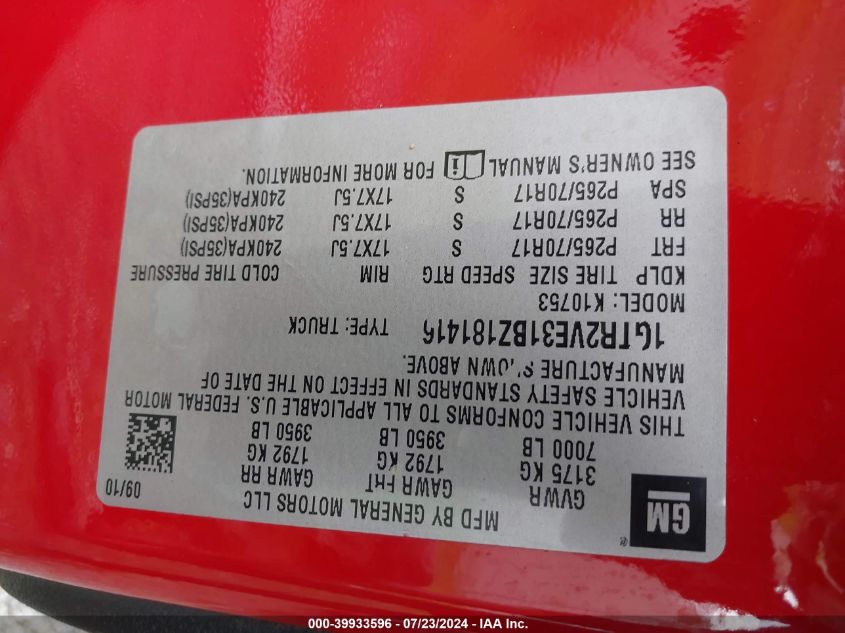 GM
®
MFD BY GENERAL MOTORS LLC
09/10
GVWR GAWR FNT GAWR RR
3175 KG 1792 KG 1792 KG
7000 LB 3950 LB 3950 LB
THIS VEHICLE CONFORMS TO ALL APPLICABLE U.S. FEDERAL MOTOR
VEHICLE SAFETY STANDARDS IN EFFECT ON THE DATE OF
MANUFACTURE SHOWN ABOVE.
1GTR2VE31BZ181416 TYPE: TRUCK
MODEL: K10753
KDLP TIRE SIZE SPEED RTG RIM COLD TIRE PRESSURE
FRT P265/70R17 S 17X7.5J 240KPA(35PSI)
RR P265/70R17 S 17X7.5J 240KPA(35PSI)
SPA P265/70R17 S 17X7.5J 240KPA(35PSI)
SEE OWNER'S MANUAL FOR MORE INFORMATION.
000-39933596 - 07/23/2024 - IAA Inc.